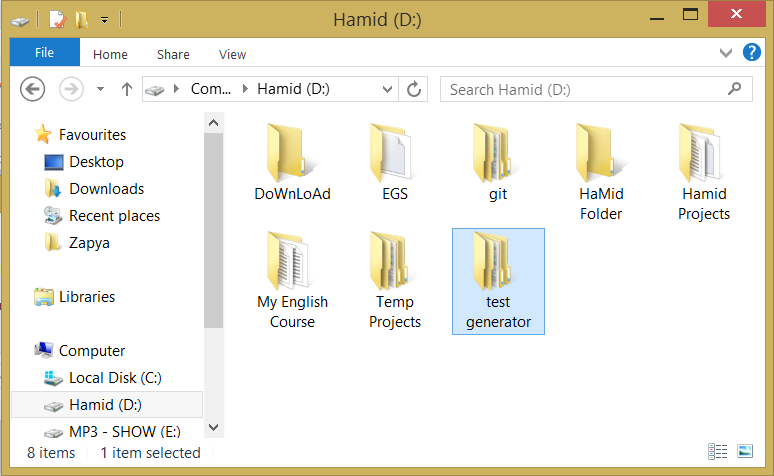 Hamid (D:)
File Home Share View
Com... Hamid (D:)
Search Hamid (D:)
Favourites
Desktop
Downloads
Recent places
Zapya
Libraries
Computer
Local Disk (C:)
Hamid (D:)
MP3 - SHOW (E:)
DoWnLoAd
EGS
git
HaMid
Folder
Hamid
Projects
My English
Course
Temp
Projects
test
generator
8 items 1 item selected